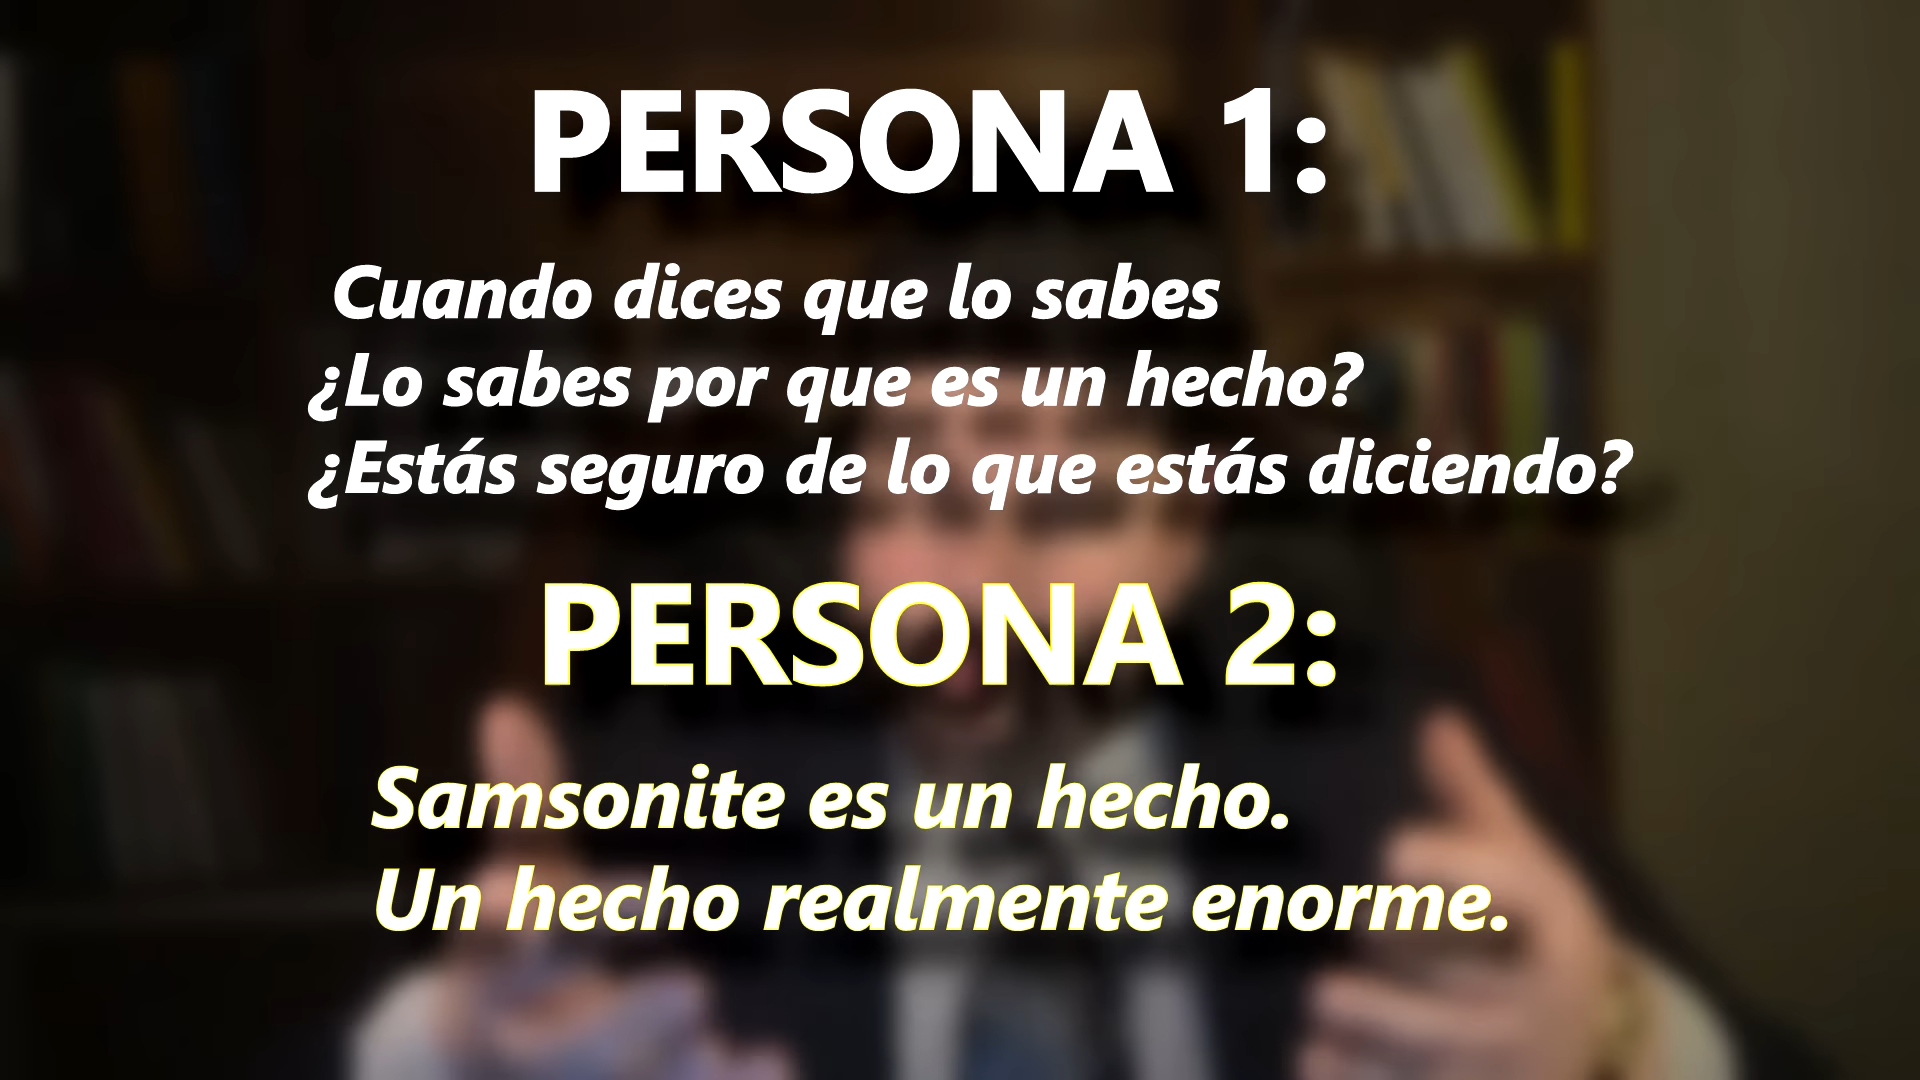 PERSONA 1:
Cuando dices que lo sabes
¿Lo sabes por que es un hecho?
¿Estás seguro de lo que estás diciendo?
PERSONA 2:
Samsonite es un hecho.
Un hecho realmente enorme.